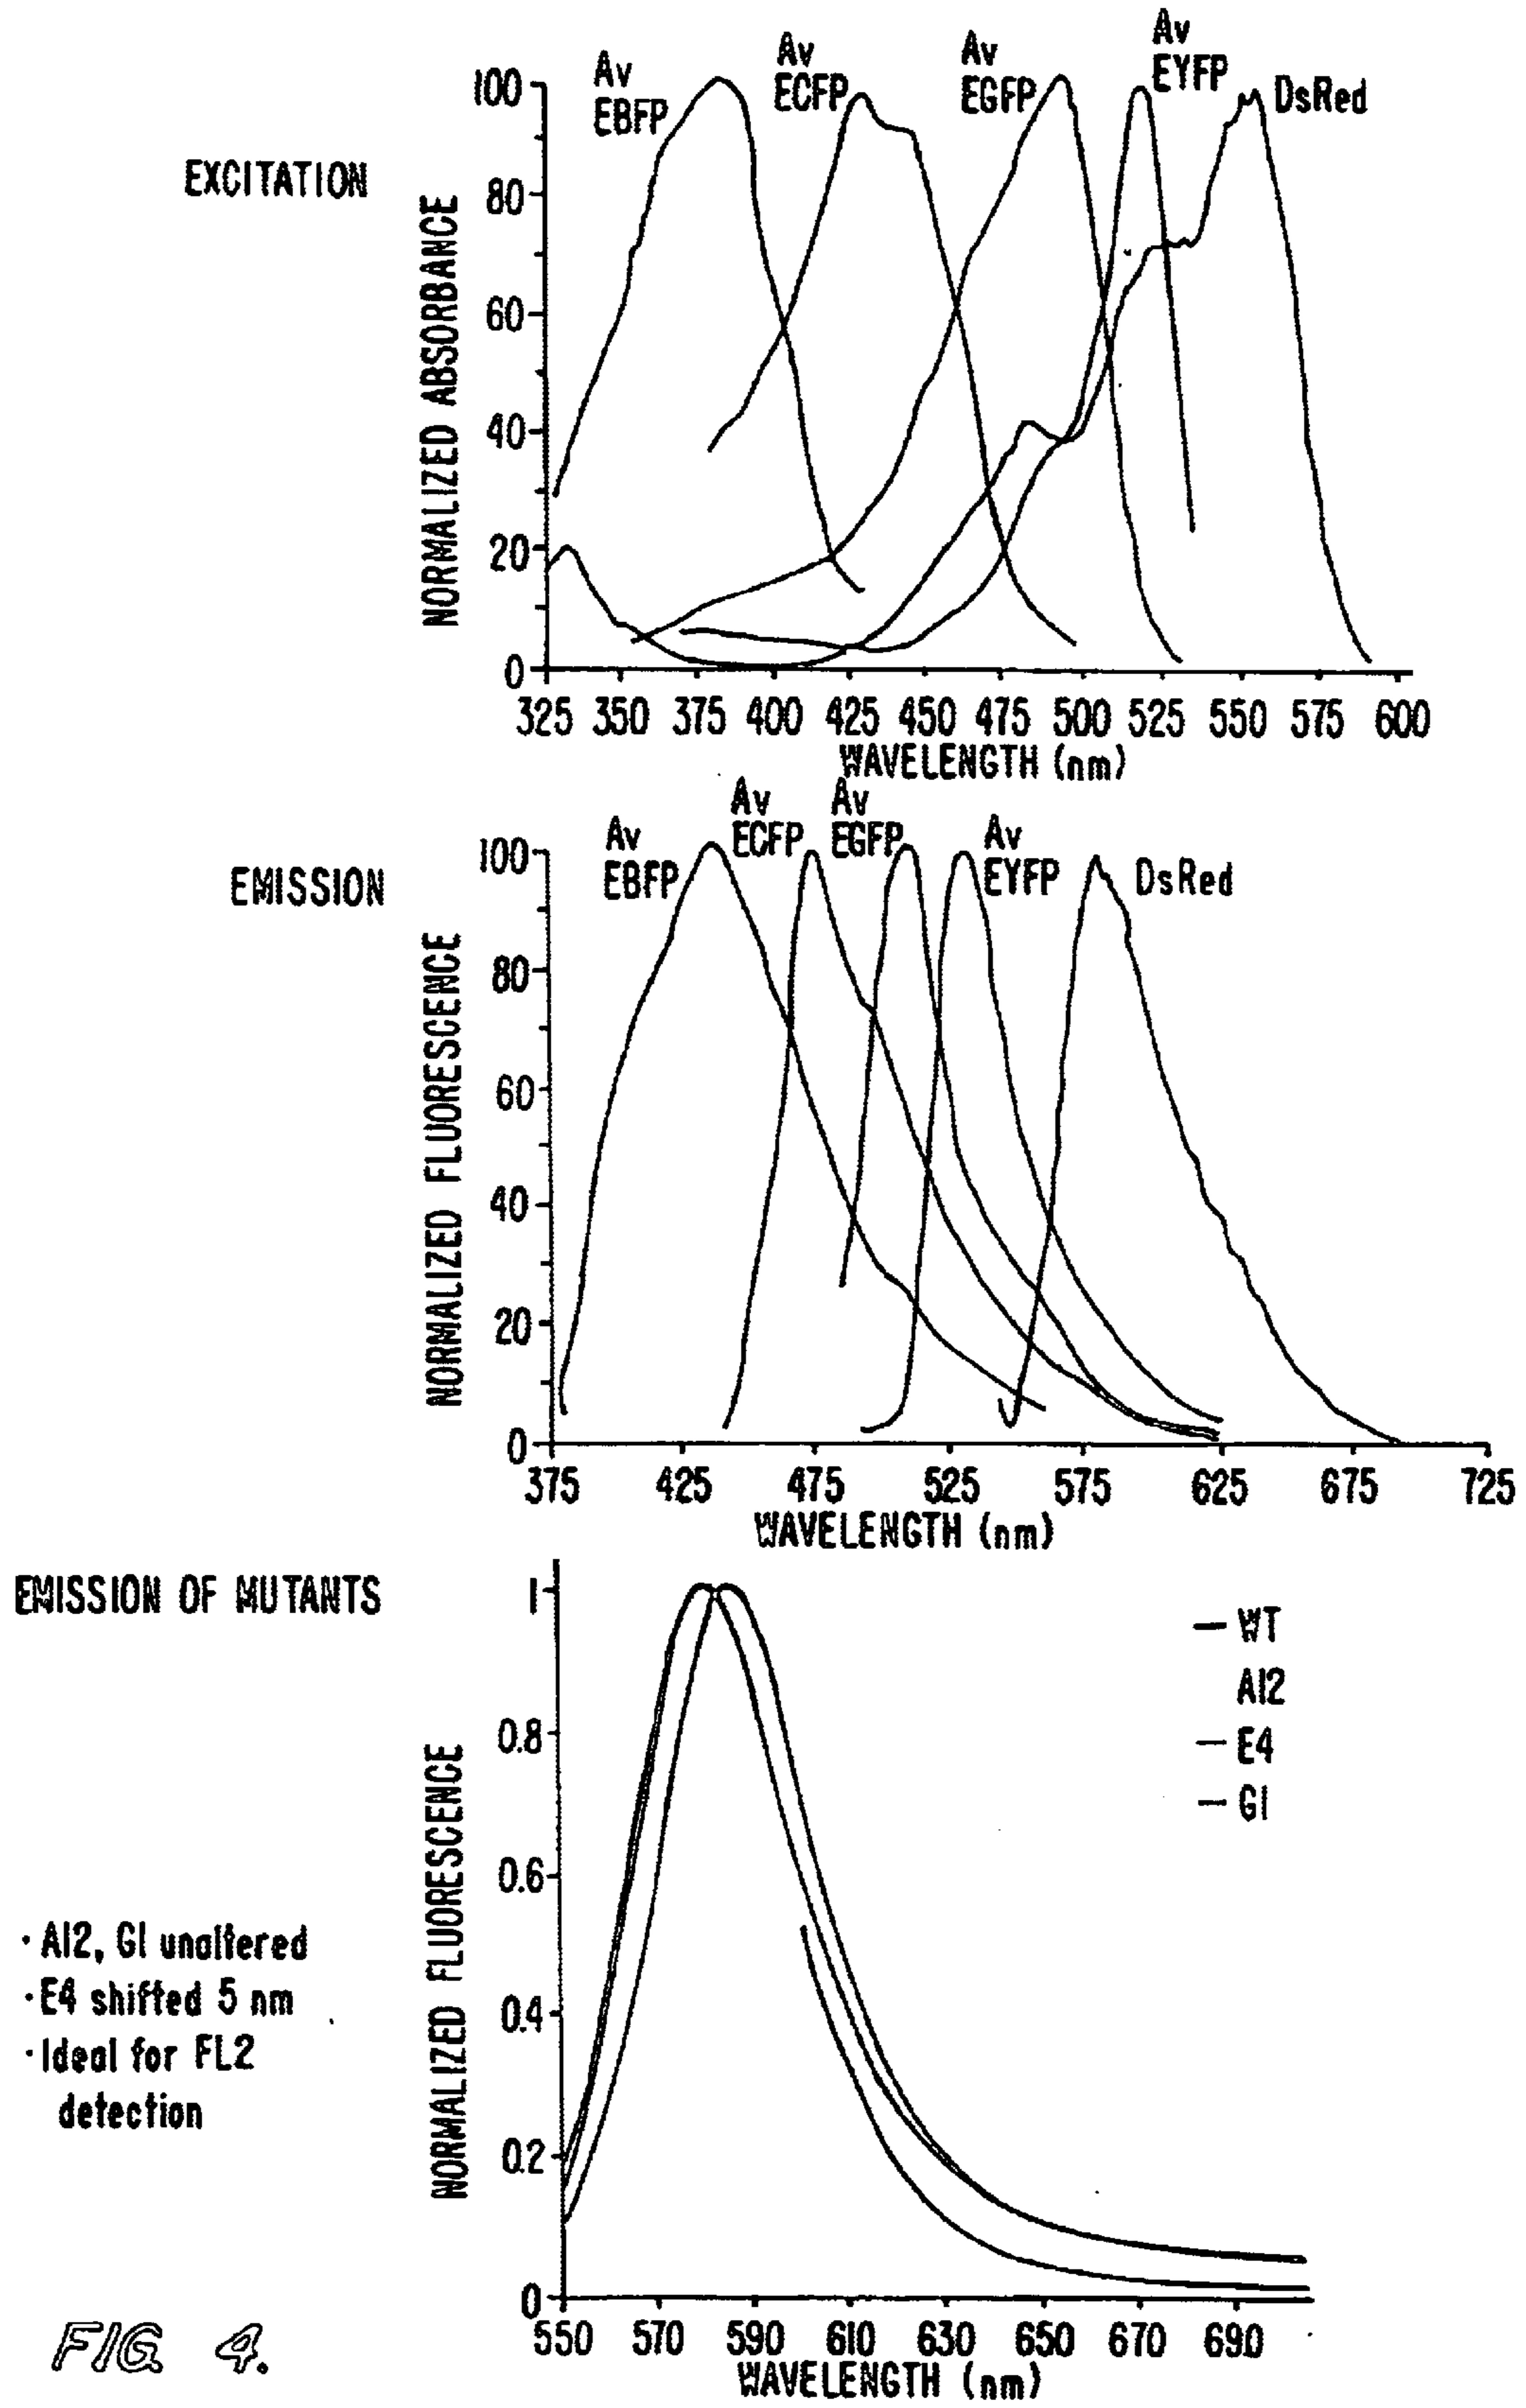 Av
EBFP
Av
ECFP
Av
EGFP
Av
EYFP
DsRed
EXCITATION
NORMALIZED ABSORBANCE
100
80
60
40
20
0
325 350 375 400 425 450 475 500 525 550 575 600
WAVELENGTH (nm)
Av
EBFP
Av
ECFP
Av
EGFP
Av
EYFP
DsRed
EMISSION
NORMALIZED FLUORESCENCE
100
80
60
40
20
0
375 425 475 525 575 625 675 725
WAVELENGTH (nm)
EMISSION OF MUTANTS
NORMALIZED FLUORESCENCE
1
0.8
0.6
0.4
0.2
0
550 570 590 610 630 650 670 690
WAVELENGTH (nm)
WT
A12
E4
G1
· A12, G1 unaltered
· E4 shifted 5 nm
· Ideal for FL2
detection
FIG. 4.